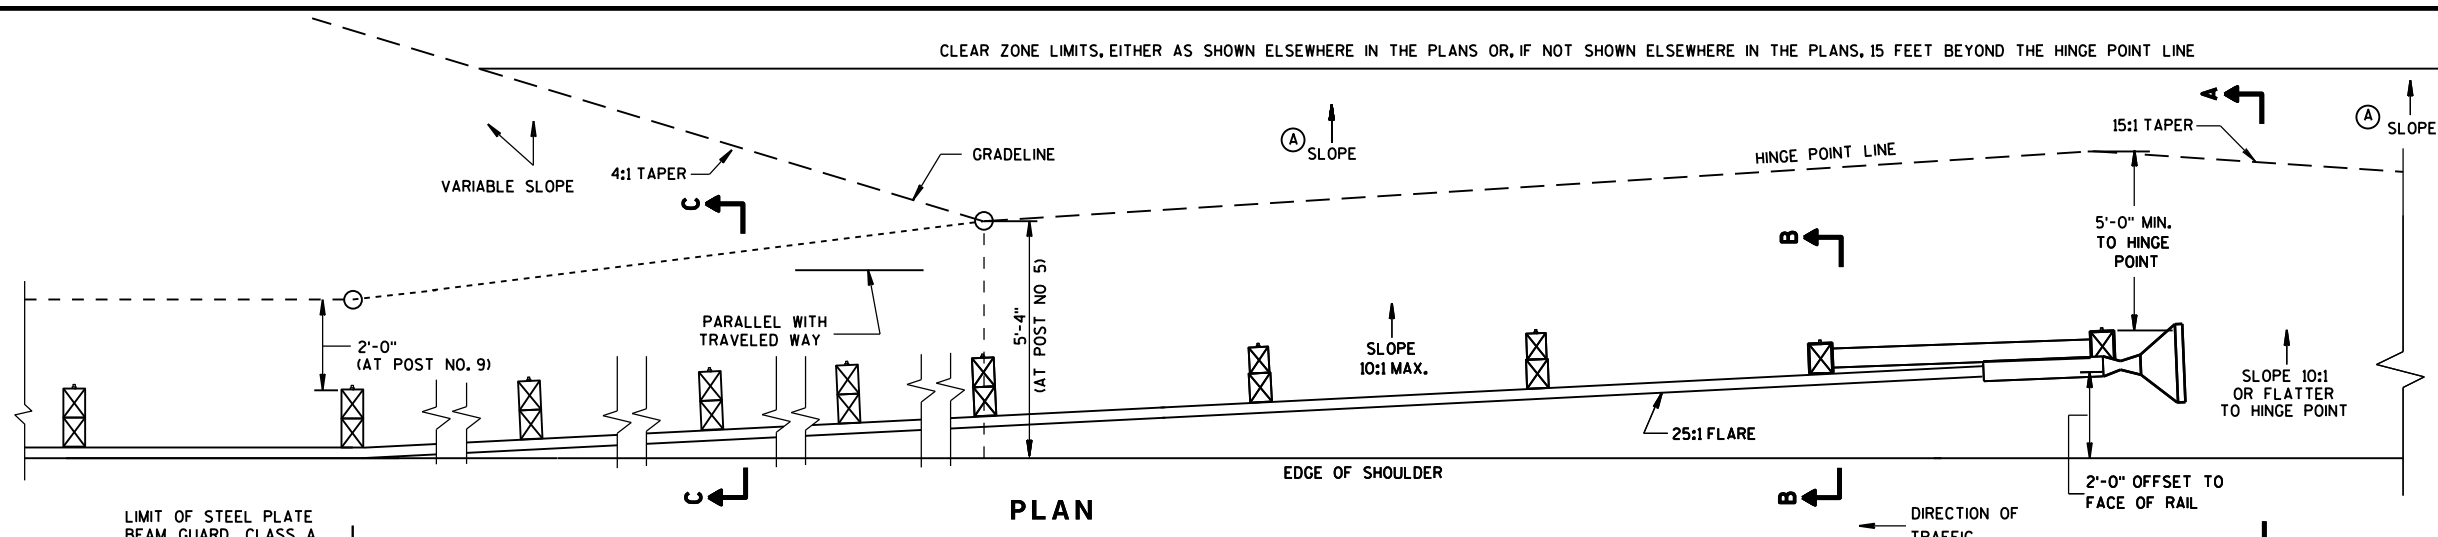 CLEAR ZONE LIMITS, EITHER AS SHOWN ELSEWHERE IN THE PLANS OR, IF NOT SHOWN ELSEWHERE IN THE PLANS, 15 FEET BEYOND THE HINGE POINT LINE
A
15:1 TAPER
A
SLOPE
A
SLOPE
GRADELINE
HINGE POINT LINE
4:1 TAPER
VARIABLE SLOPE
C
5'-0" MIN.
TO HINGE
POINT
B
5'-4"
(AT POST NO 5)
PARALLEL WITH
TRAVELED WAY
2'-0"
(AT POST NO. 9)
SLOPE
10:1 MAX.
SLOPE 10:1
OR FLATTER
TO HINGE POINT
25:1 FLARE
EDGE OF SHOULDER
2'-0" OFFSET TO
FACE OF RAIL
C
B
PLAN
LIMIT OF STEEL PLATE
BEAM GUARD, CLASS A
DIRECTION OF
TRAFFIC